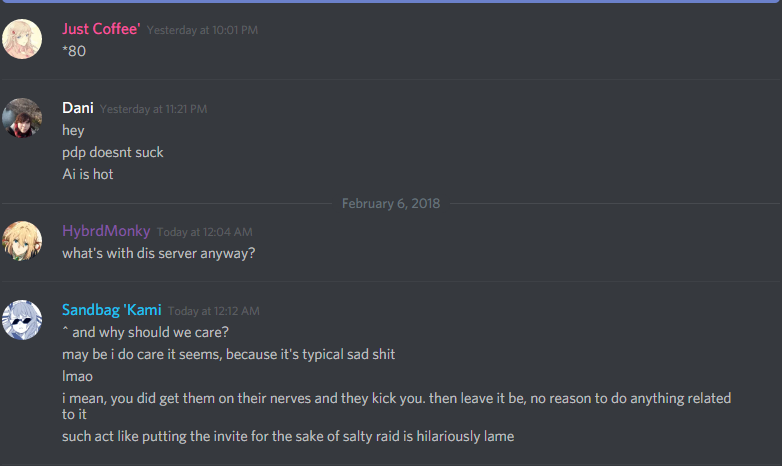 Just Coffee' Yesterday at 10:01 PM
*80
Dani Yesterday at 11:21 PM
hey
pdp doesnt suck
Ai is hot
February 6, 2018
HybrdMonky Today at 12:04 AM
what's with dis server anyway?
Sandbag 'Kami Today at 12:12 AM
^ and why should we care?
may be i do care it seems, because it's typical sad shit
lmao
i mean, you did get them on their nerves and they kick you. then leave it be, no reason to do anything related
to it
such act like putting the invite for the sake of salty raid is hilariously lame